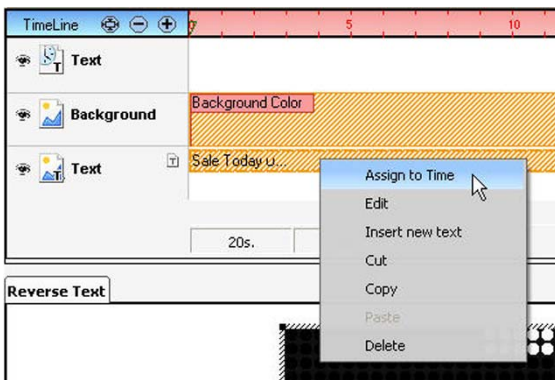 TimeLine 5 10
Text
Background Background Color
Text Sale Today u...
Assign to Time
Edit
Insert new text
Cut
Copy
Paste
Delete
20s.
Reverse Text